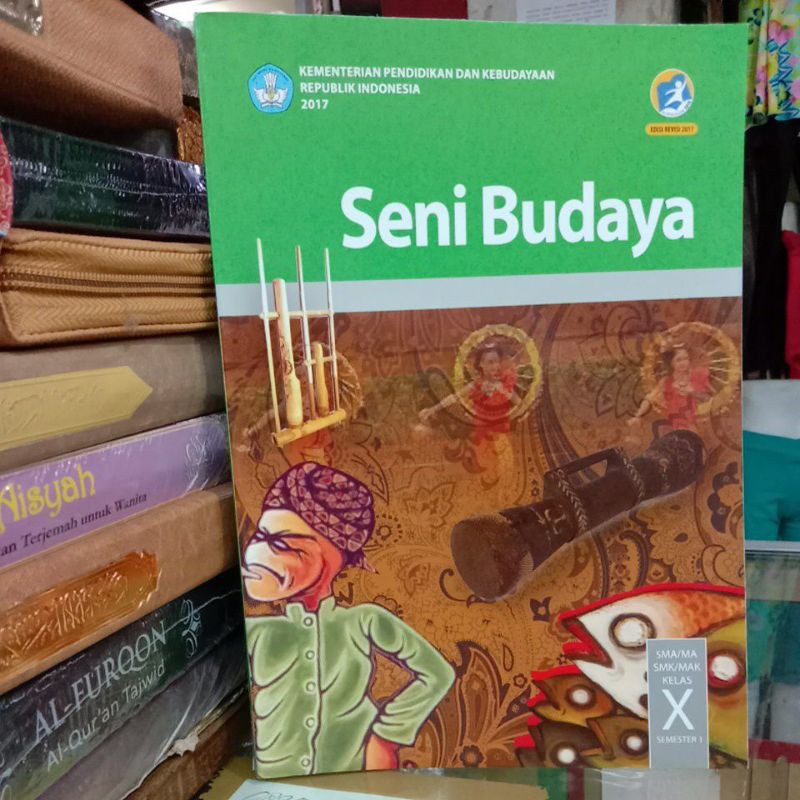 KEMENTERIAN PENDIDIKAN DAN KEBUDAYAAN
REPUBLIK INDONESIA
2017
EDISI REVISI 2017
Seni Budaya
SMA/MA
SMK/MAK
KELAS
X
SEMESTER 1
Aisyah
Terjemah untuk Wanita
AL-FURQON
Al-Qur'an Tajwid